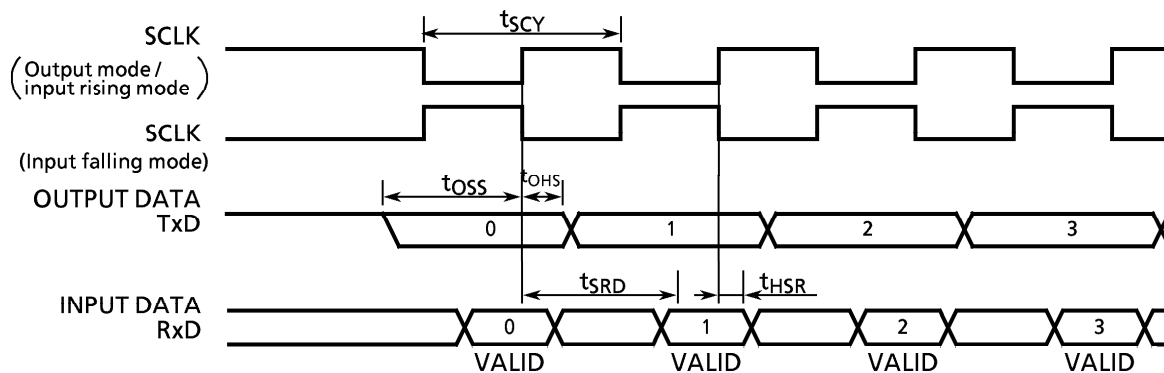 tSCY
SCLK
(Output mode /
input rising mode)
SCLK
(Input falling mode)
tOSS tOHS
OUTPUT DATA
TxD
0 1 2 3
tSRD tHSR
INPUT DATA
RxD
0 1 2 3
VALID VALID VALID VALID